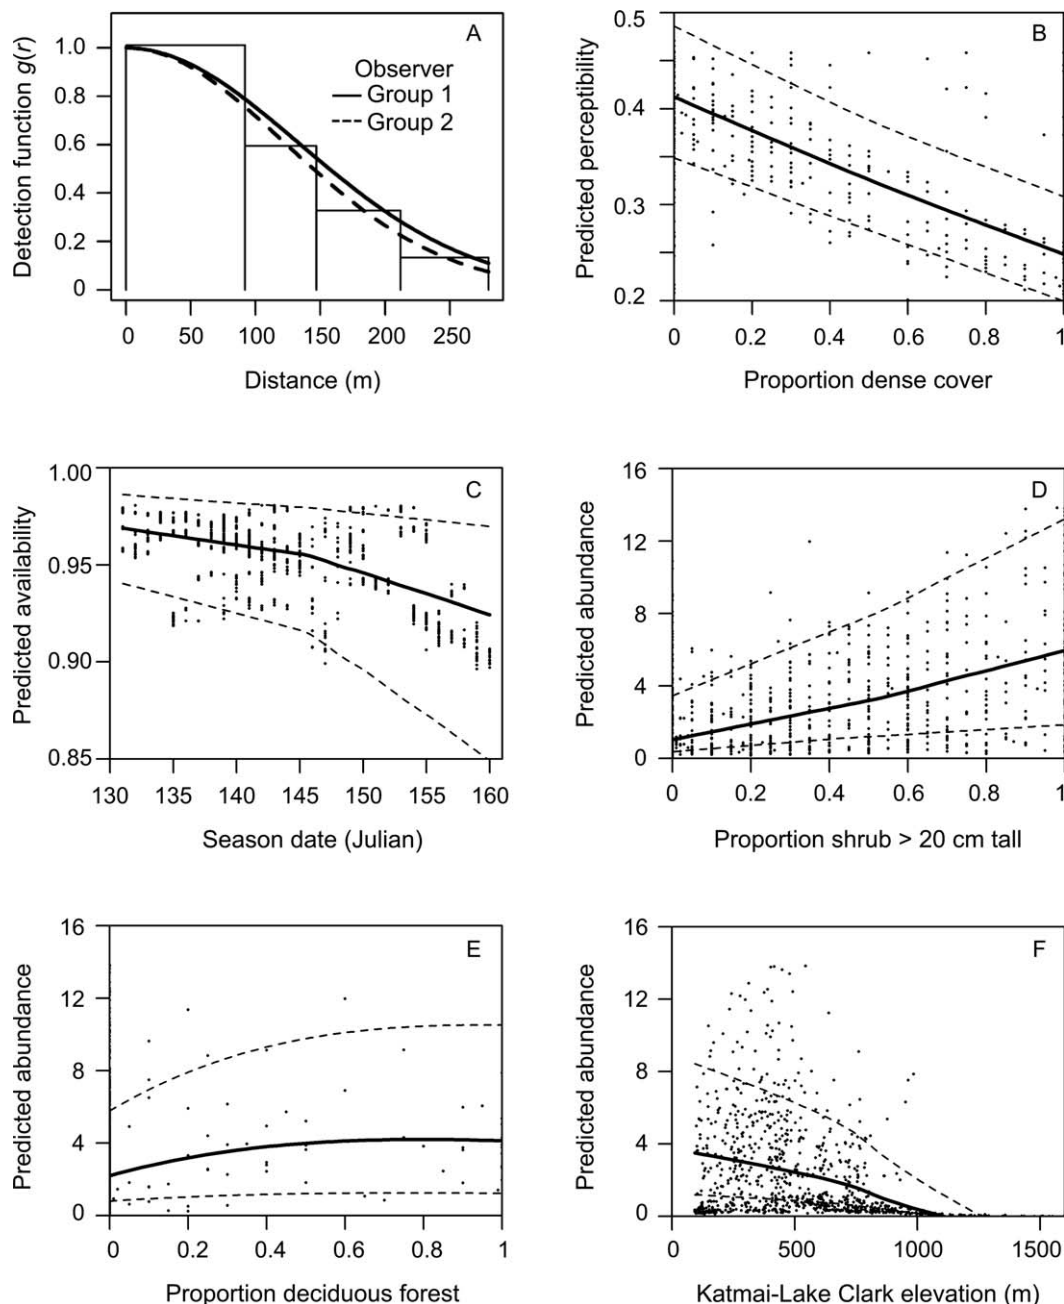 A
Detection function g(r)
1.0
0.8
0.6
0.4
0.2
0
Observer
Group 1
Group 2
0 50 100 150 200 250
Distance (m)
B
Predicted perceptibility
0.5
0.4
0.3
0.2
0 0.2 0.4 0.6 0.8 1
Proportion dense cover
C
Predicted availability
1.00
0.95
0.90
0.85
130 135 140 145 150 155 160
Season date (Julian)
D
Predicted abundance
16
12
8
4
0
0 0.2 0.4 0.6 0.8 1
Proportion shrub > 20 cm tall
E
Predicted abundance
16
12
8
4
0
0 0.2 0.4 0.6 0.8 1
Proportion deciduous forest
F
Predicted abundance
16
12
8
4
0
0 500 1000 1500
Katmai-Lake Clark elevation (m)